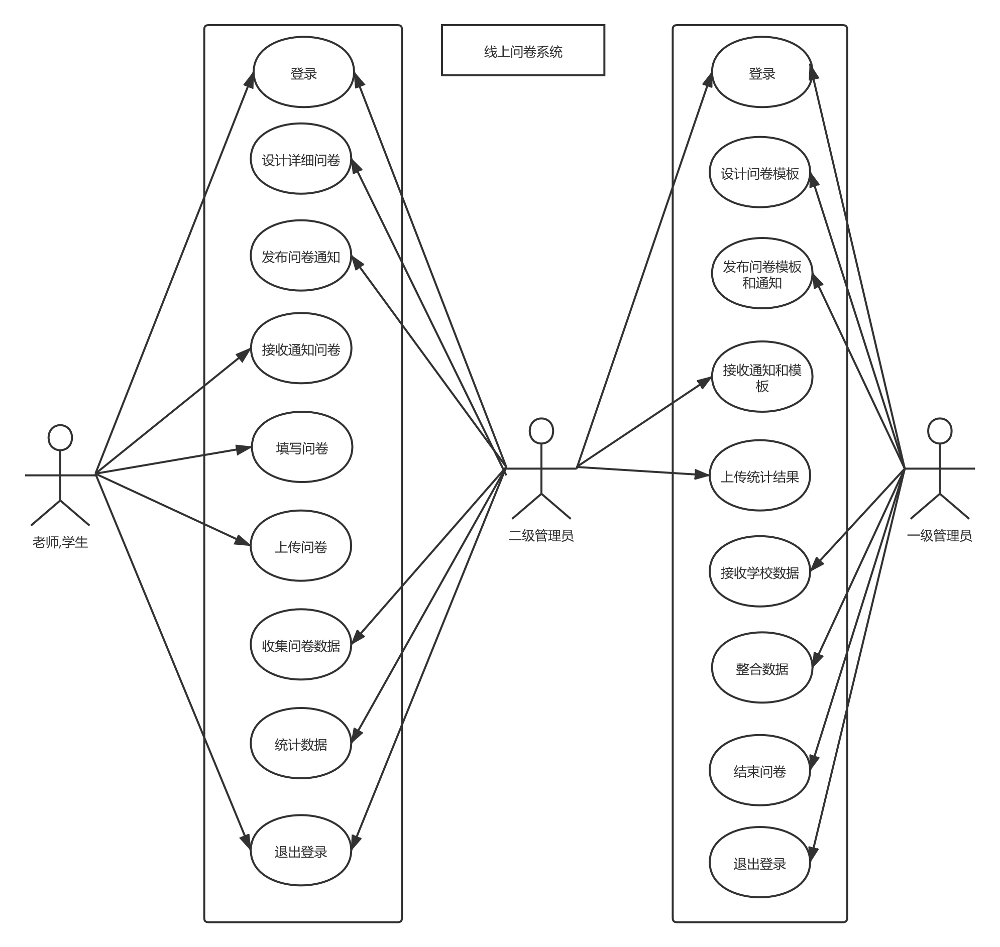 线上问卷系统
登录
设计详细问卷
发布问卷通知
接收通知问卷
填写问卷
上传问卷
收集问卷数据
统计数据
退出登录
登录
设计问卷模板
发布问卷模板
和通知
接收通知和模
板
上传统计结果
接收学校数据
整合数据
结束问卷
退出登录
老师,学生
二级管理员
一级管理员